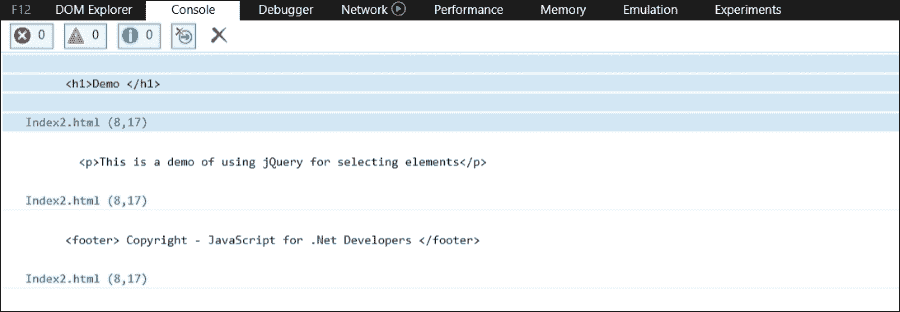 F12 DOM Explorer Console Debugger Network Performance Memory Emulation Experiments
0 0 0
<h1>Demo </h1>
Index2.html (8,17)
<p>This is a demo of using jQuery for selecting elements</p>
Index2.html (8,17)
<footer> Copyright - JavaScript for .Net Developers </footer>
Index2.html (8,17)